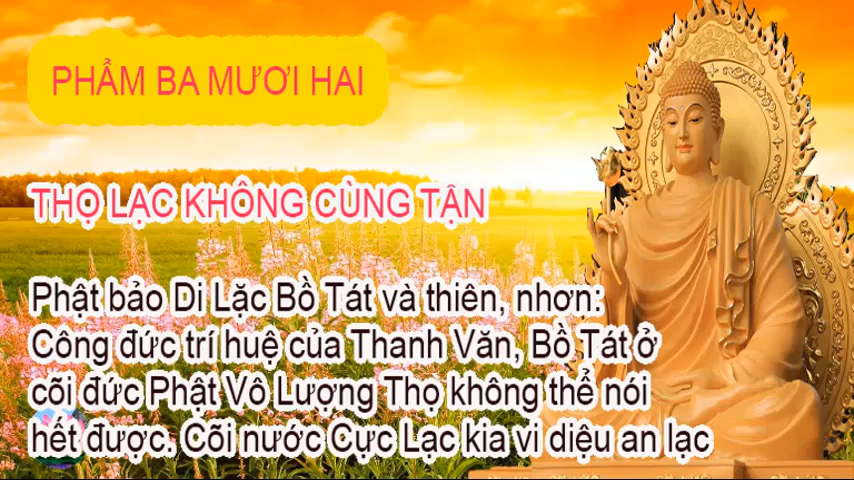 PHẨM BA MƯƠI HAI
THỌ LẠC KHÔNG CÙNG TẬN
Phật bảo Di Lặc Bồ Tát và thiên, nhơn:
Công đức trí huệ của Thanh Văn, Bồ Tát ở
cõi đức Phật Vô Lượng Thọ không thể nói
hết được. Cõi nước Cực Lạc kia vi diệu an lạc